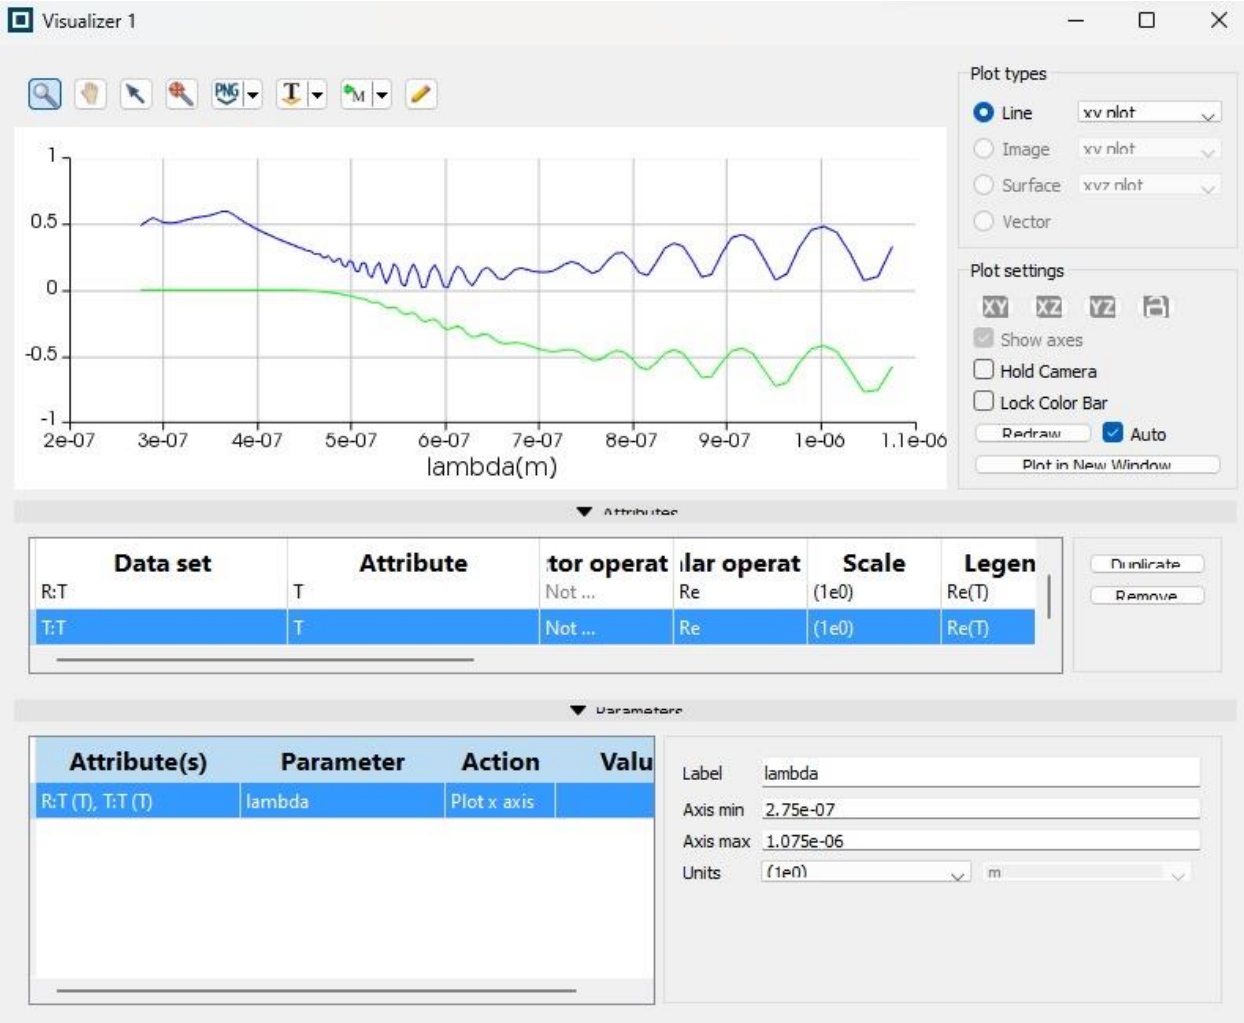 Visualizer 1
PNG
T
M
Plot types
Line xy plot
Image xy plot
Surface xyz plot
Vector
Plot settings
XY XZ YZ
Show axes
Hold Camera
Lock Color Bar
Redraw Auto
Plot in New Window
1
0.5
0
-0.5
-1
2e-07 3e-07 4e-07 5e-07 6e-07 7e-07 8e-07 9e-07 1e-06 1.1e-06
lambda(m)
Attributes
Data set Attribute :tor operat ılar operat Scale Legen
R:T T Not ... Re (1e0) Re(T)
T:T T Not ... Re (1e0) Re(T)
Duplicate
Remove
Parameters
Attribute(s) Parameter Action Valu
R:T (T), T:T (T) lambda Plot x axis
Label lambda
Axis min 2.75e-07
Axis max 1.075e-06
Units (1e0) m